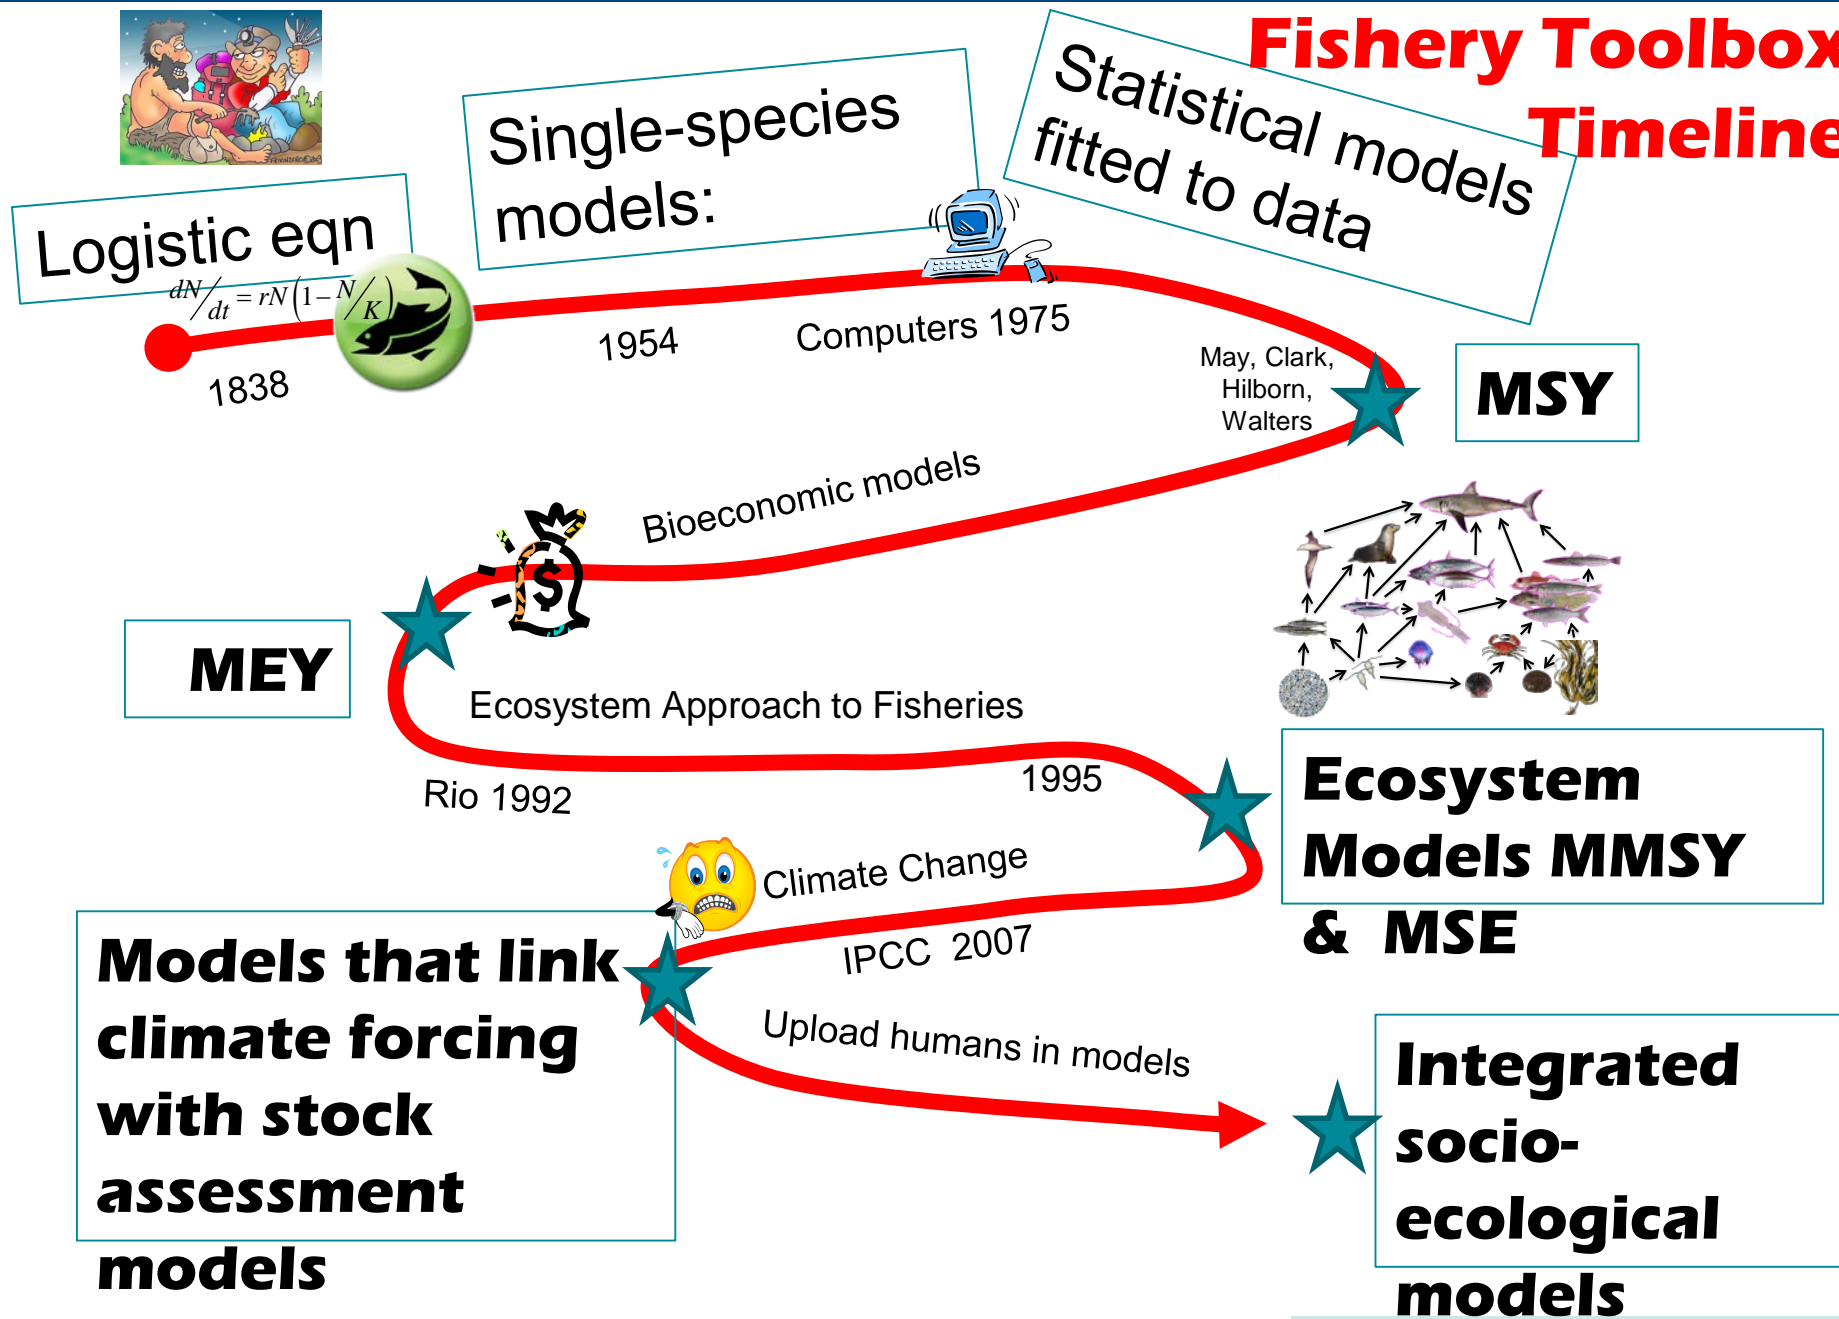 Fishery Toolbox
Timeline
Logistic eqn
dN/dt = rN(1−N/K)
Single-species
models:
Statistical models
fitted to data
1838
1954
Computers 1975
May, Clark,
Hilborn,
Walters
MSY
Bioeconomic models
$
MEY
Ecosystem Approach to Fisheries
Rio 1992
1995
Ecosystem
Models MMSY
& MSE
Climate Change
IPCC 2007
Models that link
climate forcing
with stock
assessment
models
Upload humans in models
Integrated
socio-
ecological
models